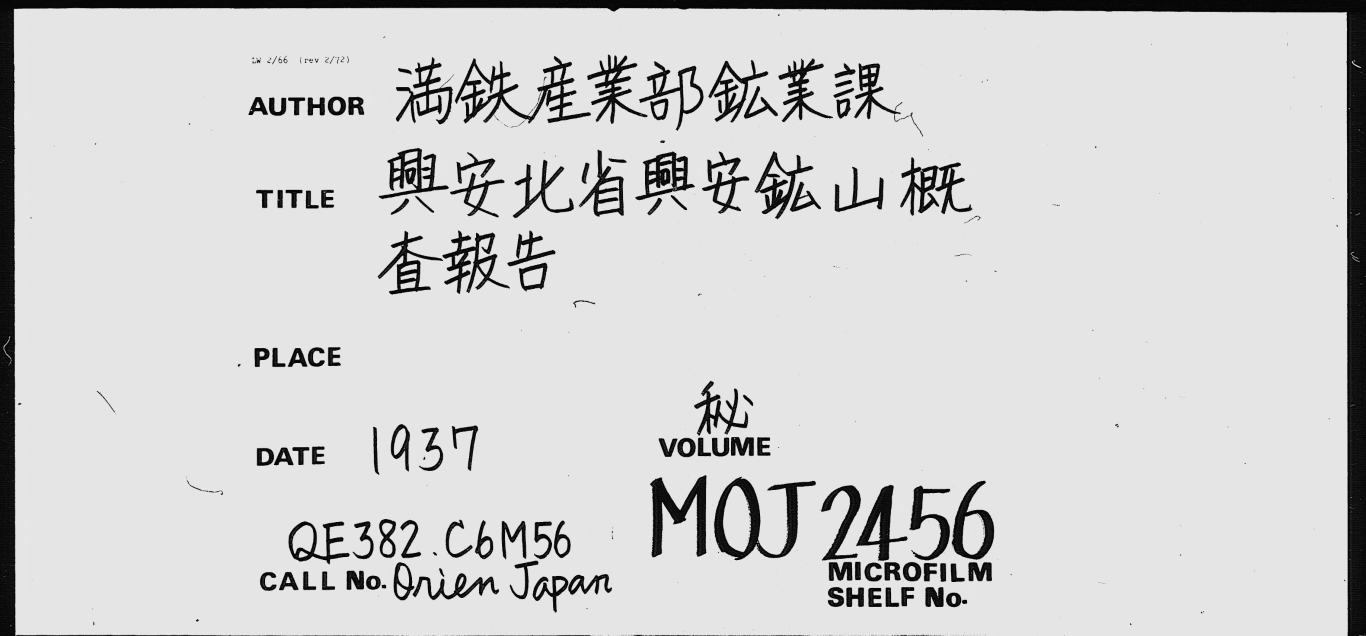 LW 2/66 (rev 2/72)
AUTHOR 満鉄産業部鉱業課
TITLE 興安北省興安鉱山概
査報告
PLACE
秘
DATE 1937 VOLUME
QE382.C6M56 MOJ 2456
CALL No. Orien Japan MICROFILM
SHELF No.